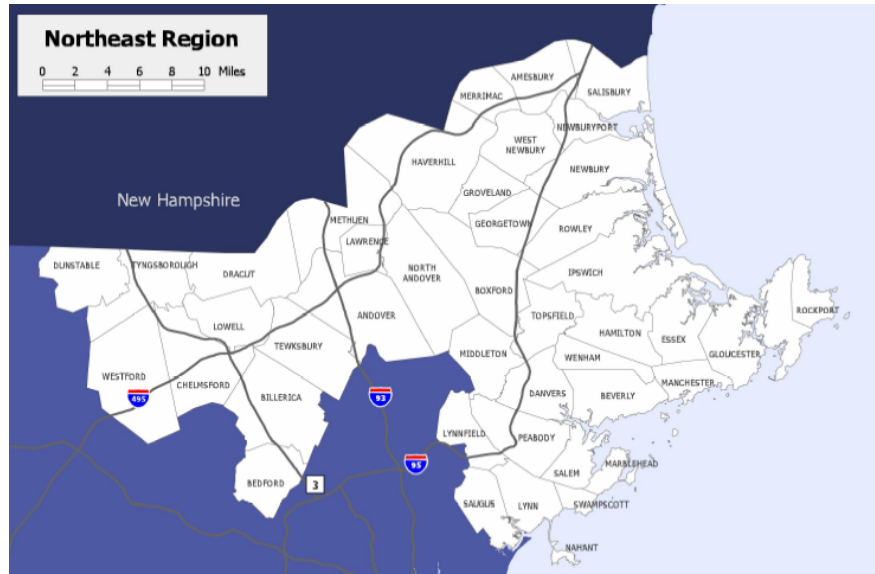 Northeast Region
0 2 4 6 8 10 Miles
AMESBURY
MERRIMAC
SALISBURY
NEWBURYPORT
WEST
NEWBURY
HAVERHILL
NEWBURY
GROVELAND
New Hampshire
METHUEN
GEORGETOWN
ROWLEY
LAWRENCE
DUNSTABLE
TYNGSBOROUGH
DRACUT
NORTH
ANDOVER
IPSWICH
BOXFORD
ROCKPORT
ANDOVER
TOPSFIELD
LOWELL
HAMILTON
ESSEX
TEWKSBURY
MIDDLETON
WENHAM
GLOUCESTER
WESTFORD
CHELMSFORD
MANCHESTER
495
BILLERICA
93
DANVERS
BEVERLY
LYNNFIELD
PEABODY
95
MARBLEHEAD
SALEM
BEDFORD
3
SAUGUS
LYNN
SWAMPSCOTT
NAHANT